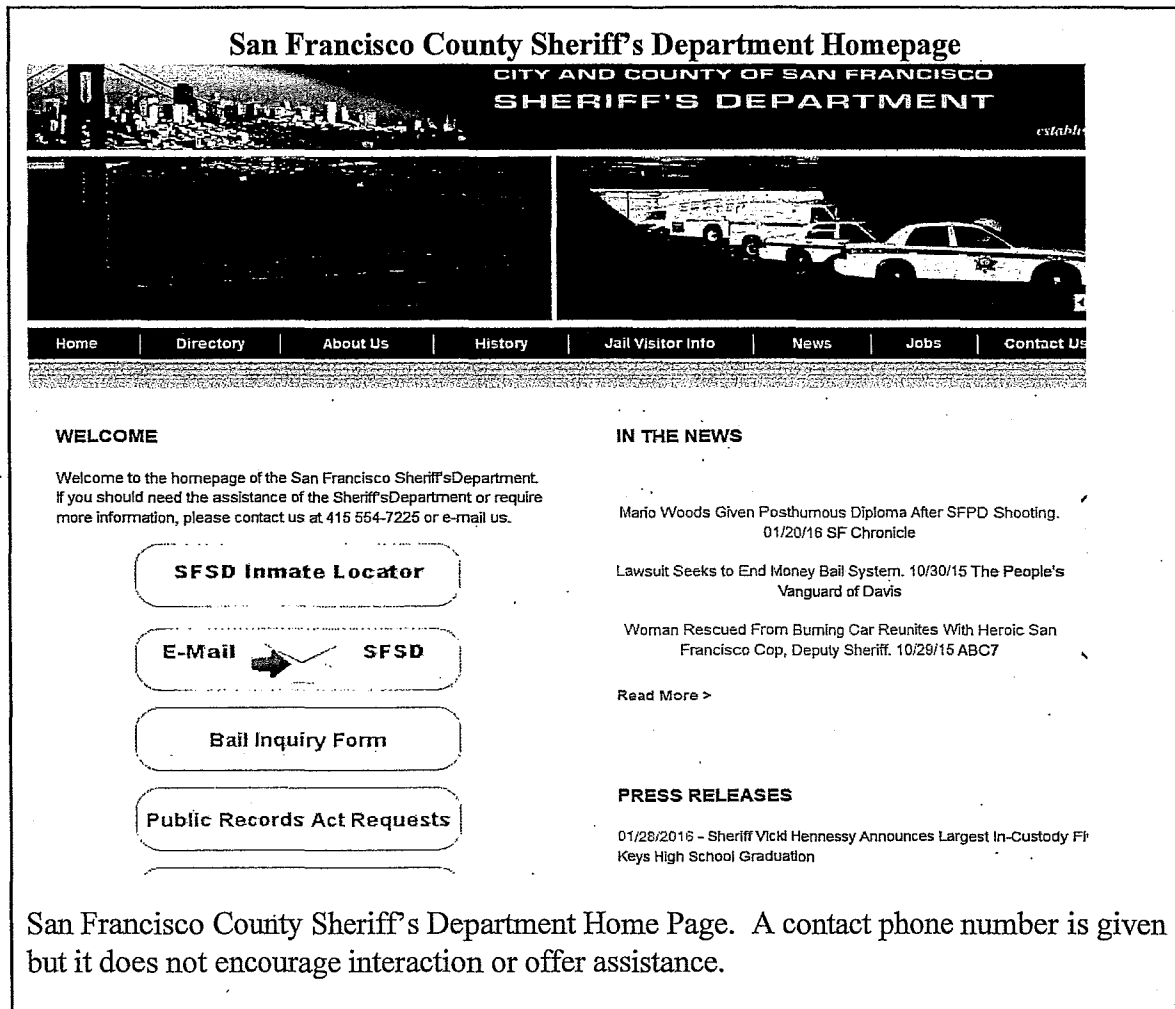 San Francisco County Sheriff's Department Homepage
CITY AND COUNTY OF SAN FRANCISCO
SHERIFF'S DEPARTMENT
Home | Directory | About Us | History | Jail Visitor Info | News | Jobs | Contact Us
WELCOME
Welcome to the homepage of the San Francisco Sheriff'sDepartment.
If you should need the assistance of the Sheriff'sDepartment or require
more information, please contact us at 415 554-7225 or e-mail us.
SFSD Inmate Locator
E-Mail SFSD
Bail Inquiry Form
Public Records Act Requests
IN THE NEWS
Mario Woods Given Posthumous Diploma After SFPD Shooting.
01/20/16 SF Chronicle
Lawsuit Seeks to End Money Bail System. 10/30/15 The People's
Vanguard of Davis
Woman Rescued From Burning Car Reunites With Heroic San
Francisco Cop, Deputy Sheriff. 10/29/15 ABC7
Read More >
PRESS RELEASES
01/28/2016 – Sheriff Vicki Hennessy Announces Largest In-Custody
Keys High School Graduation
San Francisco County Sheriff's Department Home Page. A contact phone number is given
but it does not encourage interaction or offer assistance.